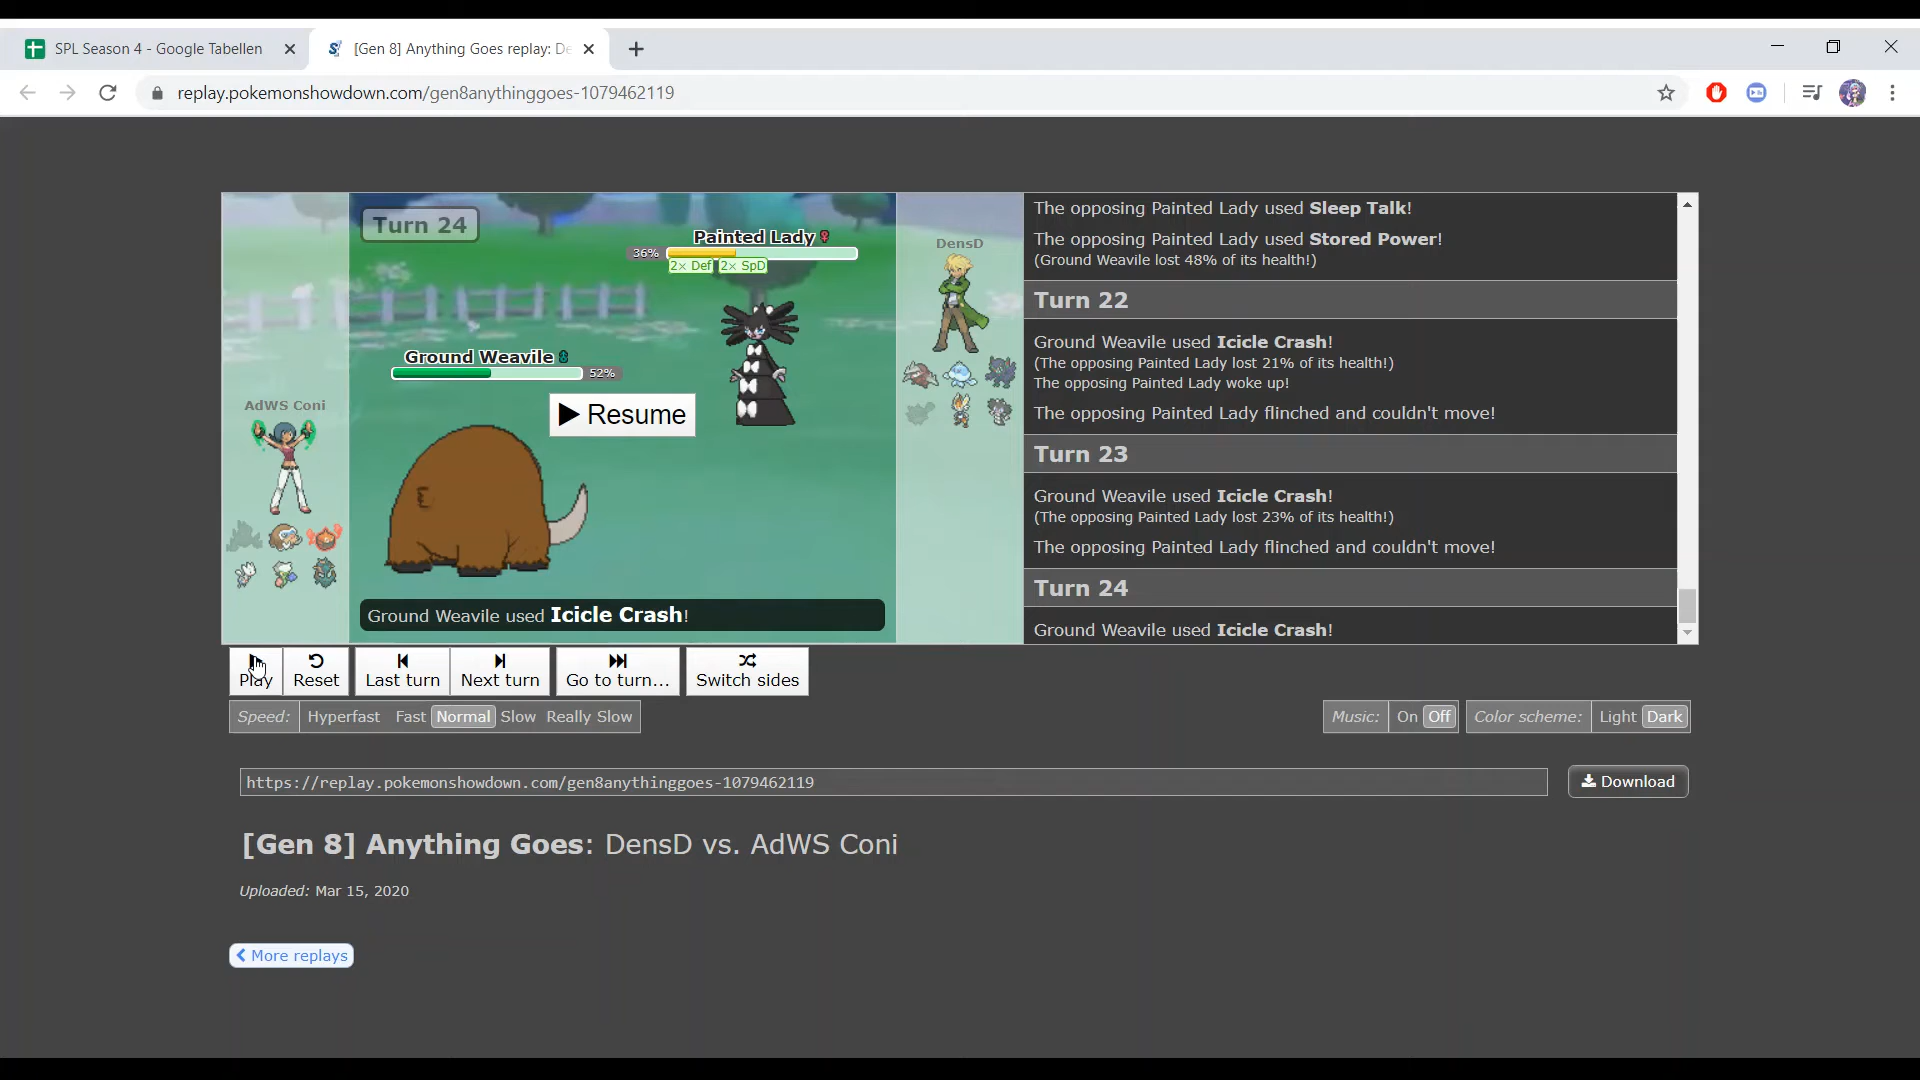 SPL Season 4 - Google Tabellen
[Gen 8] Anything Goes replay: De
replay.pokemonshowdown.com/gen8anythinggoes-1079462119
Turn 24
Painted Lady
36%
2× Def 2× SpD
Ground Weavile
52%
Resume
AdWS Coni
DensD
Ground Weavile used Icicle Crash!
The opposing Painted Lady used Sleep Talk!
The opposing Painted Lady used Stored Power!
(Ground Weavile lost 48% of its health!)
Turn 22
Ground Weavile used Icicle Crash!
(The opposing Painted Lady lost 21% of its health!)
The opposing Painted Lady woke up!
The opposing Painted Lady flinched and couldn't move!
Turn 23
Ground Weavile used Icicle Crash!
(The opposing Painted Lady lost 23% of its health!)
The opposing Painted Lady flinched and couldn't move!
Turn 24
Ground Weavile used Icicle Crash!
Play Reset Last turn Next turn Go to turn... Switch sides
Speed: Hyperfast Fast Normal Slow Really Slow
Music: On Off Color scheme: Light Dark
https://replay.pokemonshowdown.com/gen8anythinggoes-1079462119
Download
[Gen 8] Anything Goes: DensD vs. AdWS Coni
Uploaded: Mar 15, 2020
More replays